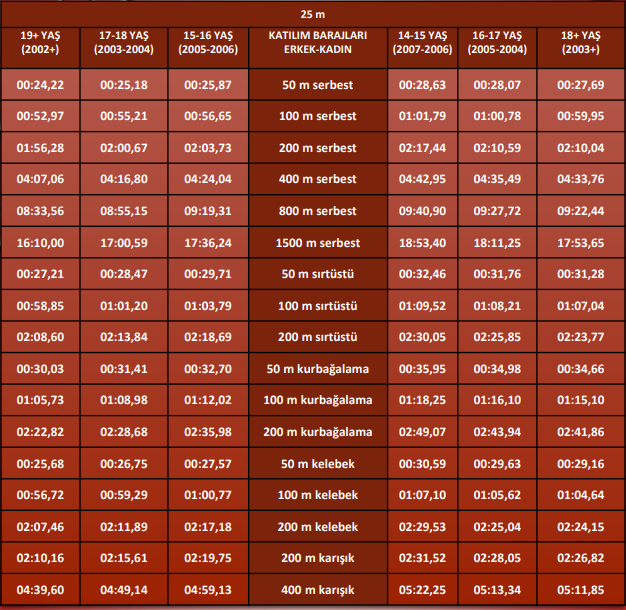 25 m
19+ YAŞ (2002+) 17-18 YAŞ (2003-2004) 15-16 YAŞ (2005-2006) KATILIM BARAJLARI ERKEK-KADIN 14-15 YAŞ (2007-2006) 16-17 YAŞ (2005-2004) 18+ YAŞ (2003+)
00:24,22 00:25,18 00:25,87 50 m serbest 00:28,63 00:28,07 00:27,69
00:52,97 00:55,21 00:56,65 100 m serbest 01:01,79 01:00,78 00:59,95
01:56,28 02:00,67 02:03,73 200 m serbest 02:17,44 02:10,59 02:10,04
04:07,06 04:16,80 04:24,04 400 m serbest 04:42,95 04:35,49 04:33,76
08:33,56 08:55,15 09:19,31 800 m serbest 09:40,90 09:27,72 09:22,44
16:10,00 17:00,59 17:36,24 1500 m serbest 18:53,40 18:11,25 17:53,65
00:27,21 00:28,47 00:29,71 50 m sırtüstü 00:32,46 00:31,76 00:31,28
00:58,85 01:01,20 01:03,79 100 m sırtüstü 01:09,52 01:08,21 01:07,04
02:08,60 02:13,84 02:18,69 200 m sırtüstü 02:30,05 02:25,85 02:23,77
00:30,03 00:31,41 00:32,70 50 m kurbağalama 00:35,95 00:34,98 00:34,66
01:05,73 01:08,98 01:12,02 100 m kurbağalama 01:18,25 01:16,10 01:15,10
02:22,82 02:28,68 02:35,98 200 m kurbağalama 02:49,07 02:43,94 02:41,86
00:25,68 00:26,75 00:27,57 50 m kelebek 00:30,59 00:29,63 00:29,16
00:56,72 00:59,29 01:00,77 100 m kelebek 01:07,10 01:05,62 01:04,64
02:07,46 02:11,89 02:17,18 200 m kelebek 02:29,53 02:25,04 02:24,15
02:10,16 02:15,61 02:19,75 200 m karışık 02:31,52 02:28,05 02:26,82
04:39,60 04:49,14 04:59,13 400 m karışık 05:22,25 05:13,34 05:11,85